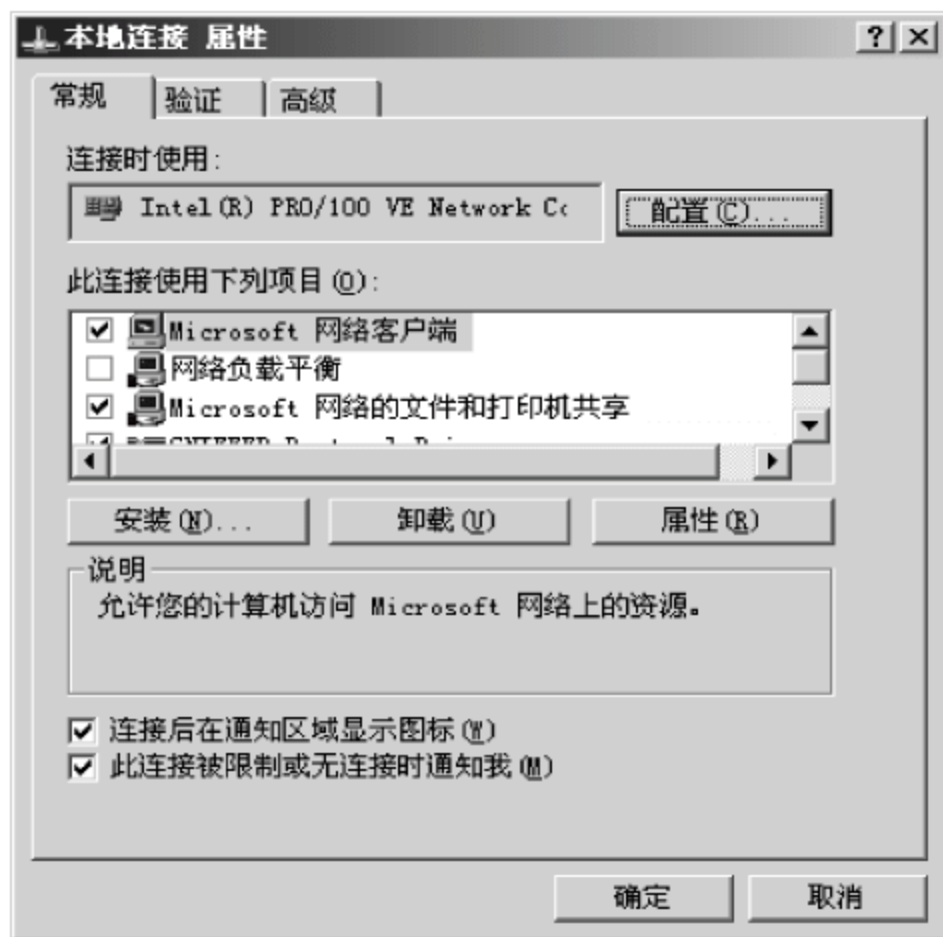 本地连接 属性
常规 验证 高级
连接时使用:
Intel(R) PRO/100 VE Network Co
配置(C)...
此连接使用下列项目(O):
Microsoft 网络客户端
网络负载平衡
Microsoft 网络的文件和打印机共享
安装(N)... 卸载(U) 属性(R)
说明
允许您的计算机访问 Microsoft 网络上的资源。
连接后在通知区域显示图标(W)
此连接被限制或无连接时通知我(M)
确定 取消